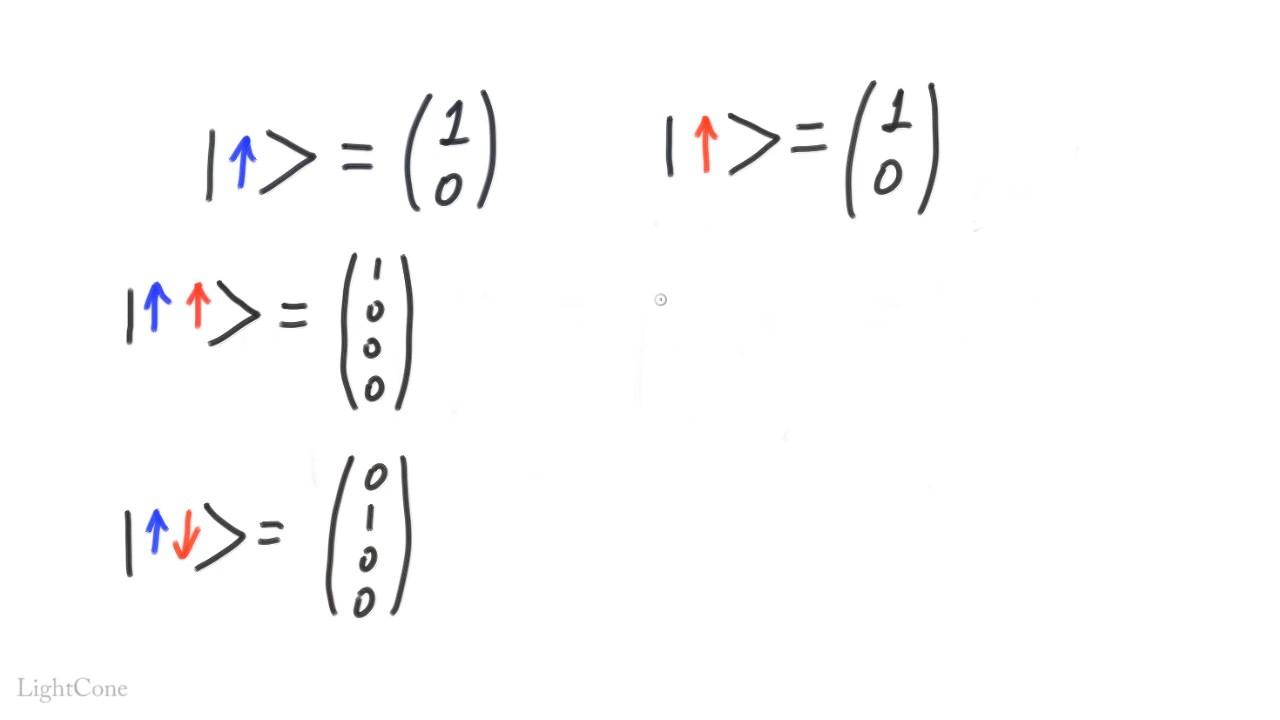 |↑> = (1 0) |↑> = (1 0)
|↑↑> = (1 0 0 0)
|↑↓> = (0 1 0 0)
LightCone